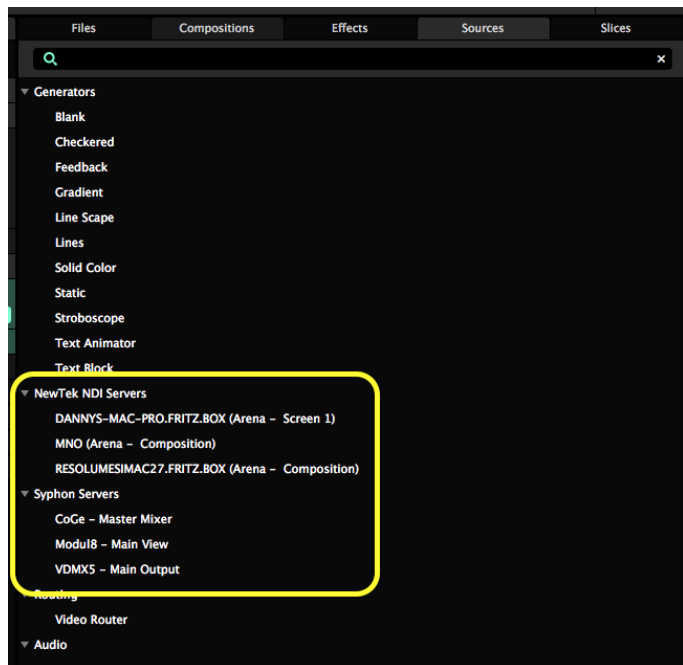 Files Compositions Effects Sources Slices
×
Generators
Blank
Checkered
Feedback
Gradient
Line Scape
Lines
Solid Color
Static
Stroboscope
Text Animator
Text Block
NewTek NDI Servers
DANNYS-MAC-PRO.FRITZ.BOX (Arena - Screen 1)
MNO (Arena - Composition)
RESOLUMESIMAC27.FRITZ.BOX (Arena - Composition)
Syphon Servers
CoGe - Master Mixer
Modul8 - Main View
VDMX5 - Main Output
Routing
Video Router
Audio